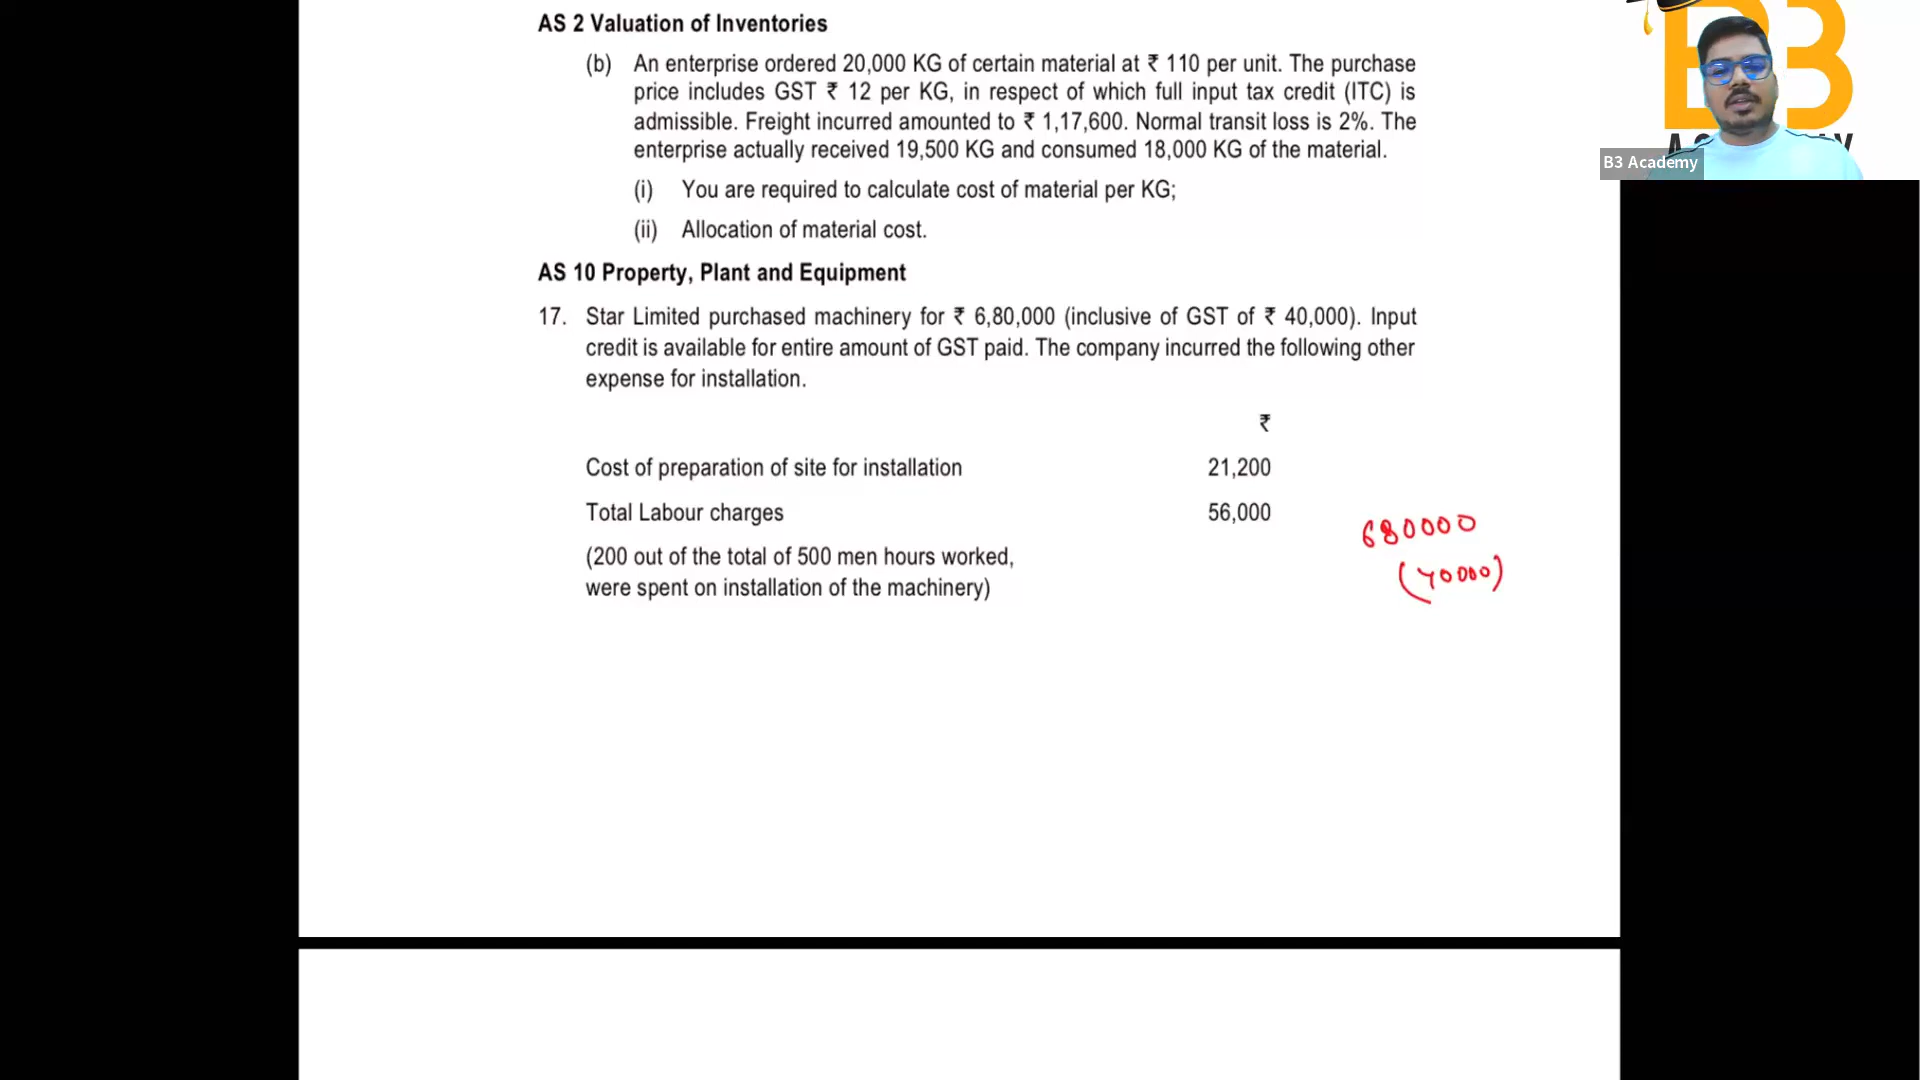 AS 2 Valuation of Inventories
(b) An enterprise ordered 20,000 KG of certain material at ₹ 110 per unit. The purchase
price includes GST ₹ 12 per KG, in respect of which full input tax credit (ITC) is
admissible. Freight incurred amounted to ₹ 1,17,600. Normal transit loss is 2%. The
enterprise actually received 19,500 KG and consumed 18,000 KG of the material.
(i) You are required to calculate cost of material per KG;
(ii) Allocation of material cost.
AS 10 Property, Plant and Equipment
17. Star Limited purchased machinery for ₹ 6,80,000 (inclusive of GST of ₹ 40,000). Input
credit is available for entire amount of GST paid. The company incurred the following other
expense for installation.
₹
Cost of preparation of site for installation 21,200
Total Labour charges 56,000
(200 out of the total of 500 men hours worked,
were spent on installation of the machinery)
680000
(40000)
B3
B3 Academy